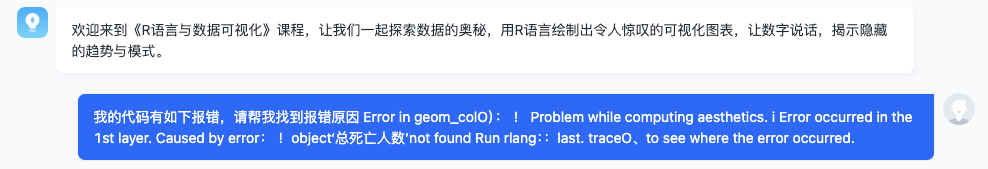 欢迎来到《R语言与数据可视化》课程，让我们一起探索数据的奥秘，用R语言绘制出令人惊叹的可视化图表，让数字说话，揭示隐藏
的趋势与模式。
我的代码有如下报错，请帮我找到报错原因 Error in geom_colO)： ！ Problem while computing aesthetics. i Error occurred in the
1st layer. Caused by error： ！ object‘总死亡人数’not found Run rlang：： last. traceO、to see where the error occurred.